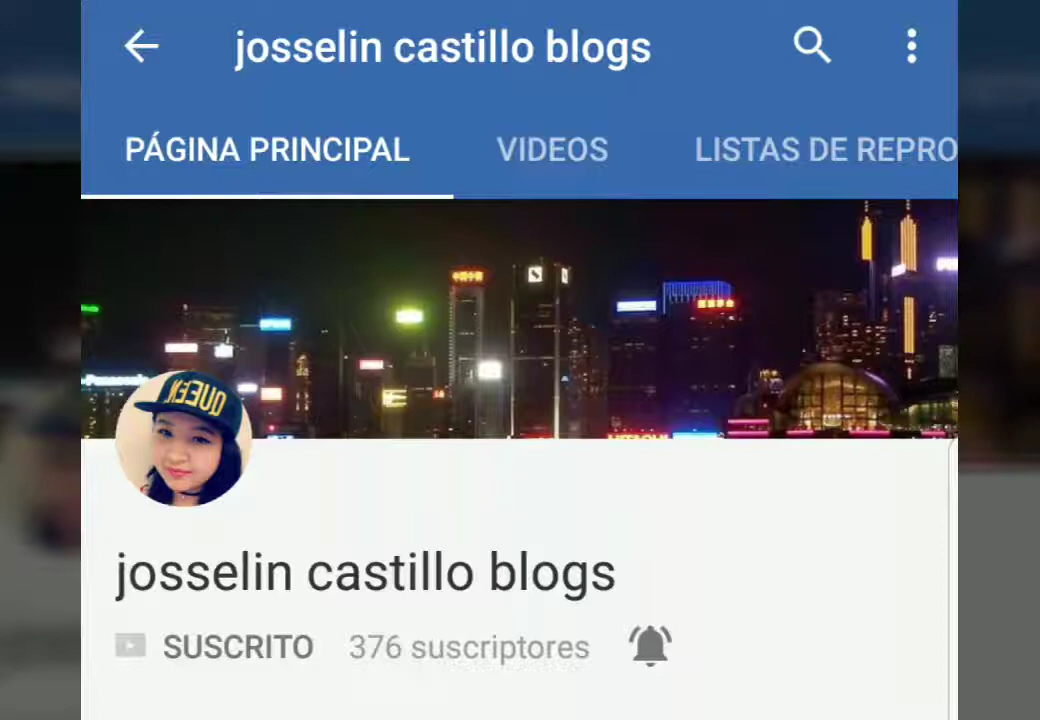 josselin castillo blogs
PÁGINA PRINCIPAL VIDEOS LISTAS DE REPRO
QUEEN
josselin castillo blogs
SUSCRITO 376 suscriptores